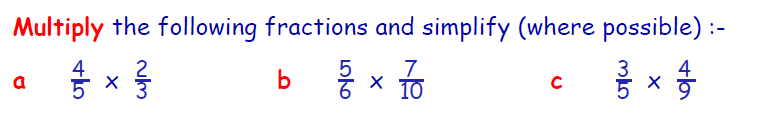 Multiply the following fractions and simplify (where possible) :-
a 4/5 x 2/3 b 5/6 x 7/10 c 3/5 x 4/9